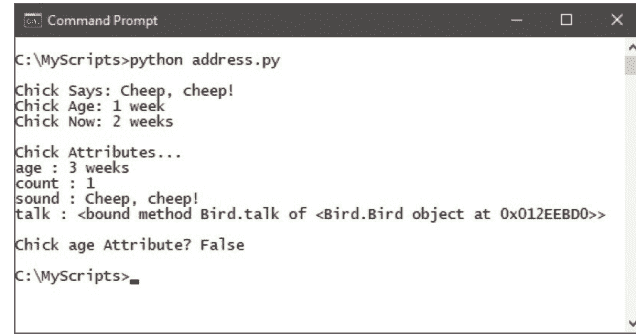 Command Prompt
C:\MyScripts>python address.py
Chick Says: Cheep, cheep!
Chick Age: 1 week
Chick Now: 2 weeks
Chick Attributes...
age : 3 weeks
count : 1
sound : Cheep, cheep!
talk : <bound method Bird.talk of <Bird.Bird object at 0x012EEBD0>>
Chick age Attribute? False
C:\MyScripts>